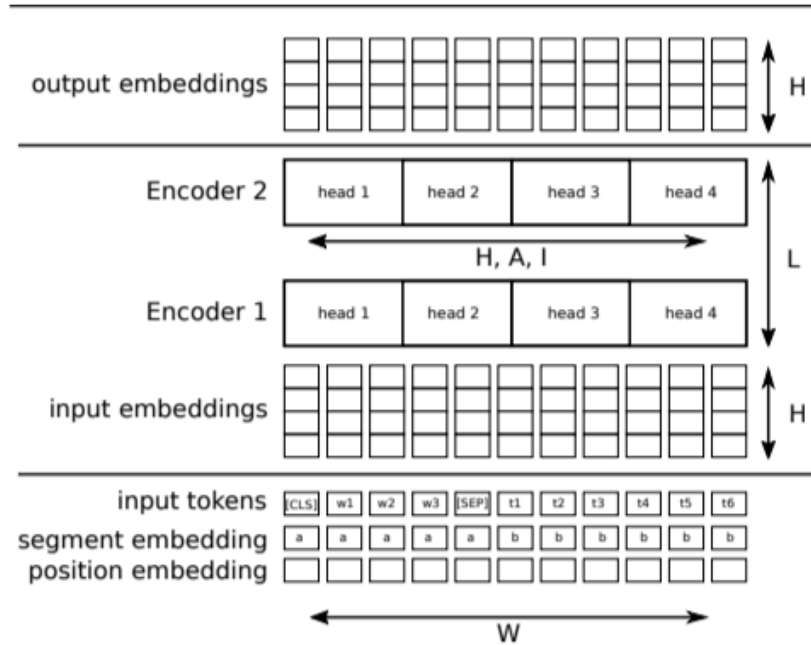 output embeddings H
Encoder 2 head 1 head 2 head 3 head 4
H, A, I
L
Encoder 1 head 1 head 2 head 3 head 4
input embeddings H
input tokens [CLS] w1 w2 w3 [SEP] t1 t2 t3 t4 t5 t6
segment embedding a a a a a b b b b b b
position embedding
W